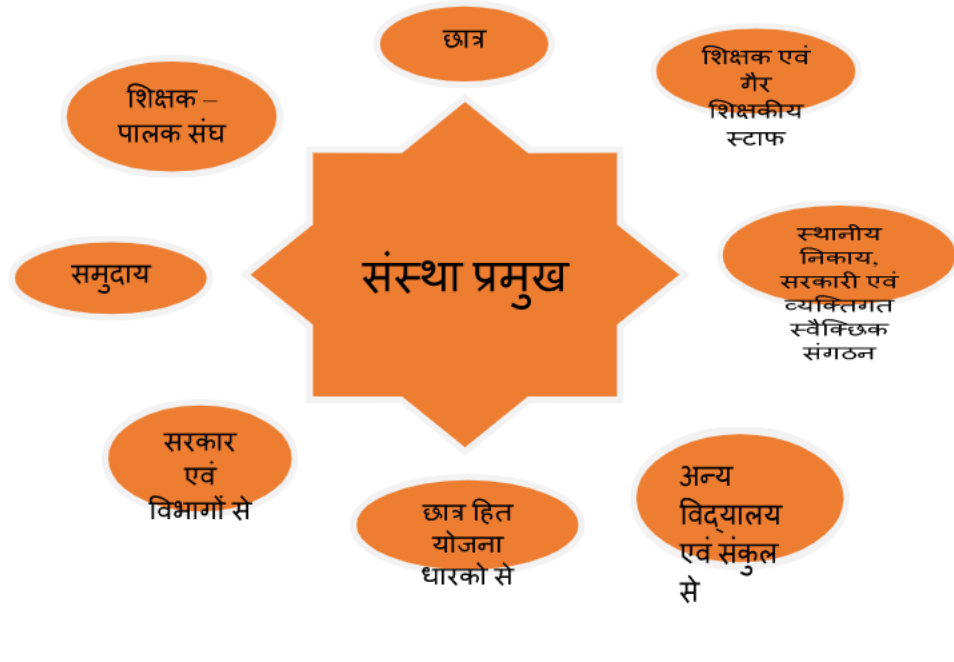 छात्र
शिक्षक एवं
गैर
शिक्षकीय
स्टाफ
शिक्षक –
पालक संघ
स्थानीय
निकाय,
सरकारी एवं
व्यक्तिगत
स्वैक्छिक
संगठन
समुदाय
संस्था प्रमुख
सरकार
एवं
विभागों से
अन्य
विद्यालय
एवं संकुल
से
छात्र हित
योजना
धारको से